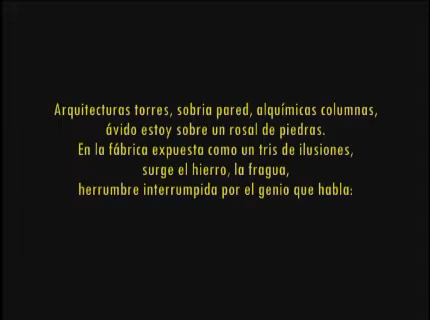 Arquitecturas torres, sobria pared, alquímicas columnas,
ávido estoy sobre un rosal de piedras.
En la fábrica expuesta como un tris de ilusiones,
surge el hierro, la fragua,
herrumbre interrumpida por el genio que habla: